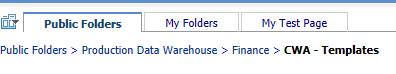 Public Folders My Folders My Test Page
Public Folders > Production Data Warehouse > Finance > CWA - Templates